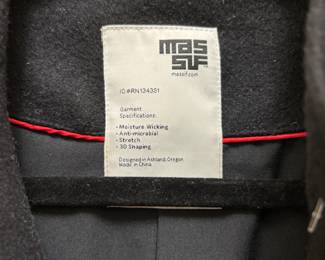 mas
sif
massif.com
ID #RN134351
Garment
Specifications:
- Moisture Wicking
- Anti-microbial
- Stretch
- 3D Shaping
Designed in Ashland, Oregon
Made in China